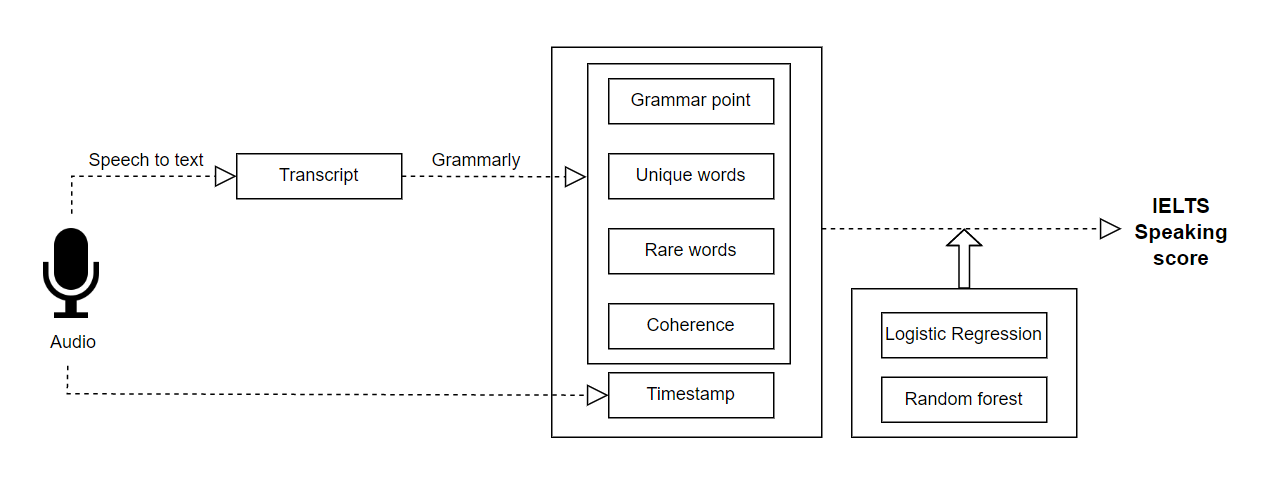 Speech to text
Transcript
Grammarly
Audio
Grammar point
Unique words
Rare words
Coherence
Timestamp
Logistic Regression
Random forest
IELTS
Speaking
score